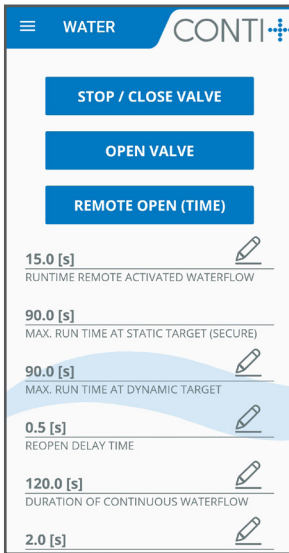 WATER
CONTI
STOP / CLOSE VALVE
OPEN VALVE
REMOTE OPEN (TIME)
15.0 [s]
RUNTIME REMOTE ACTIVATED WATERFLOW
90.0 [s]
MAX. RUN TIME AT STATIC TARGET (SECURE)
90.0 [s]
MAX. RUN TIME AT DYNAMIC TARGET
0.5 [s]
REOPEN DELAY TIME
120.0 [s]
DURATION OF CONTINUOUS WATERFLOW
2.0 [s]